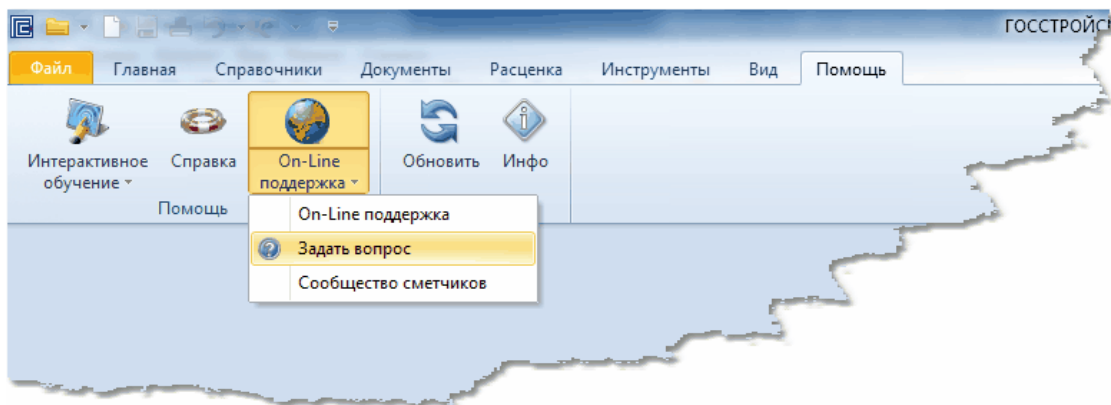 ГОССТРОЙС
Файл Главная Справочники Документы Расценка Инструменты Вид Помощь
Интерактивное обучение Справка On-Line поддержка Обновить Инфо
Помощь
On-Line поддержка
Задать вопрос
Сообщество сметчиков